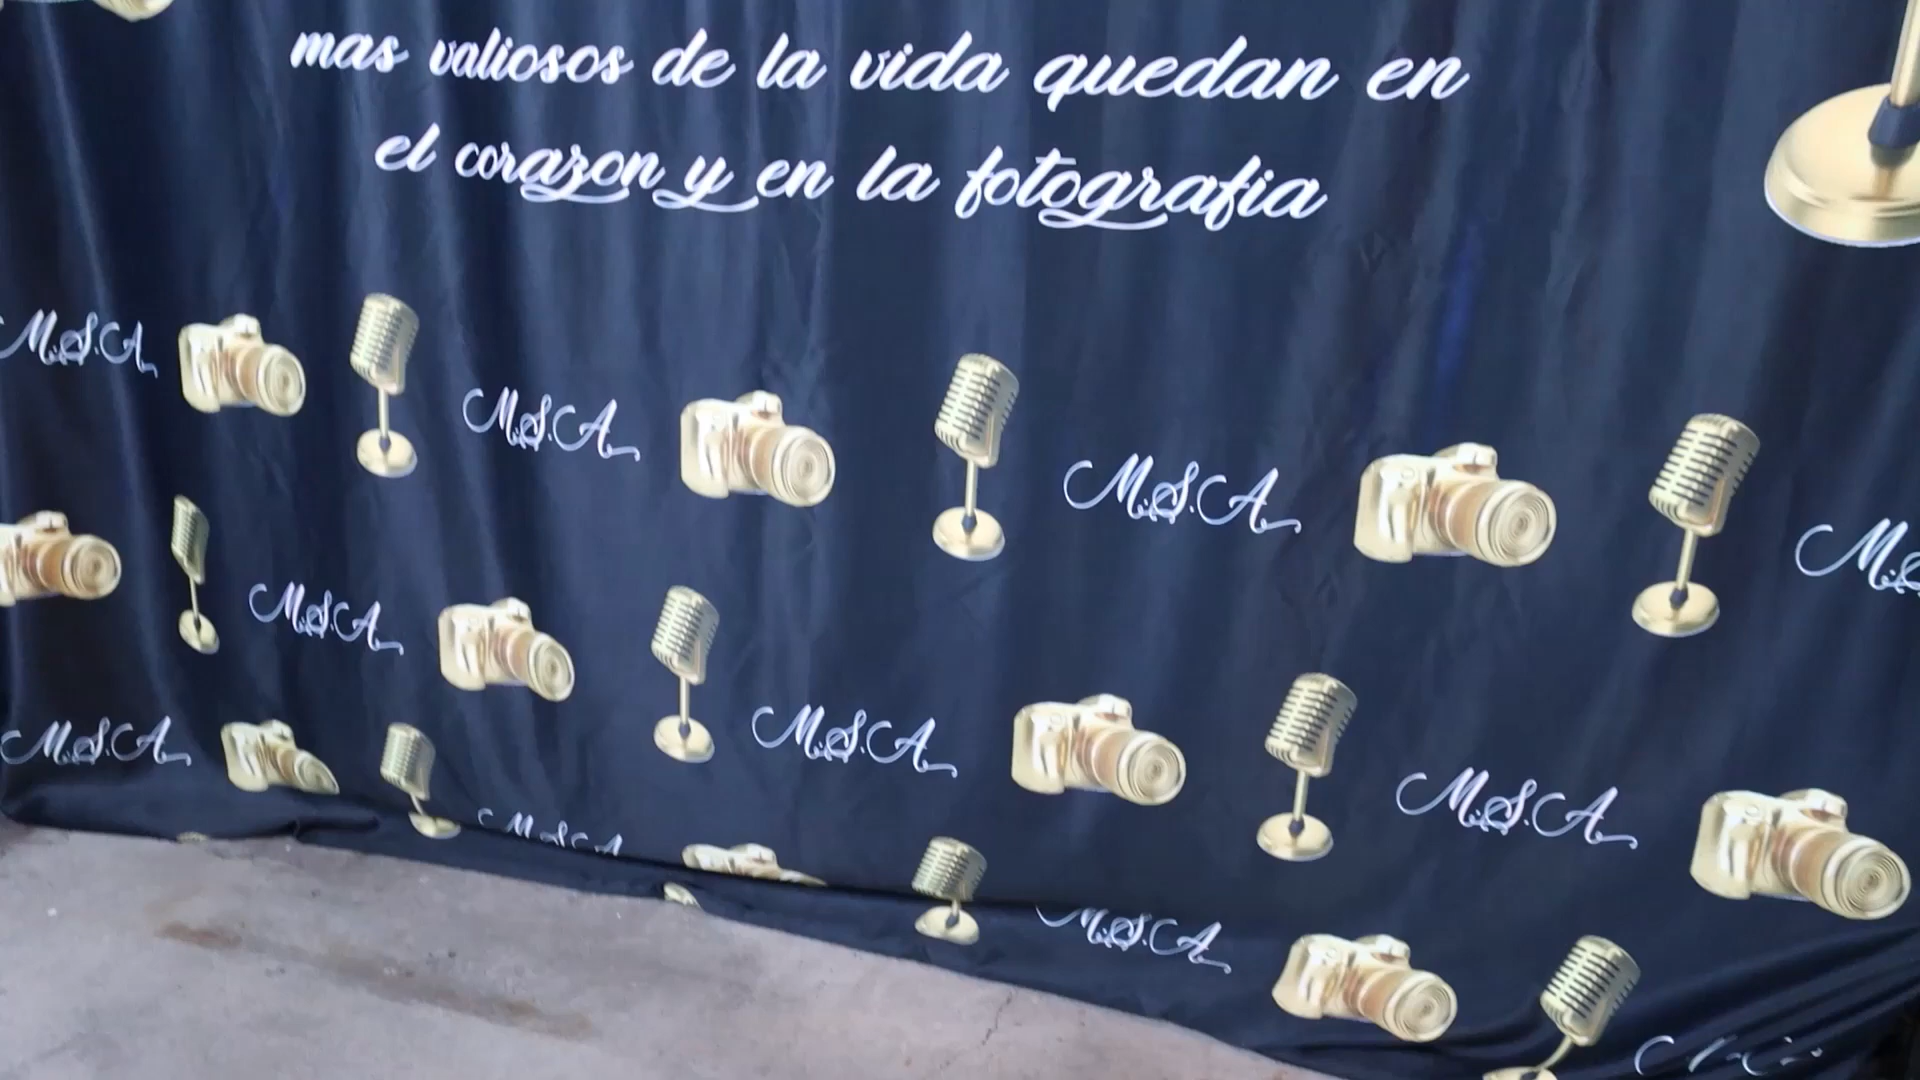 mas valiosos de la vida quedan en
el corazon y en la fotografia
M.S.A.
M.S.A.
M.S.A.
M.S
M.S.A.
M.S.A.
M.S.A.
M.S.A.
M.S.A.
M.S.A.